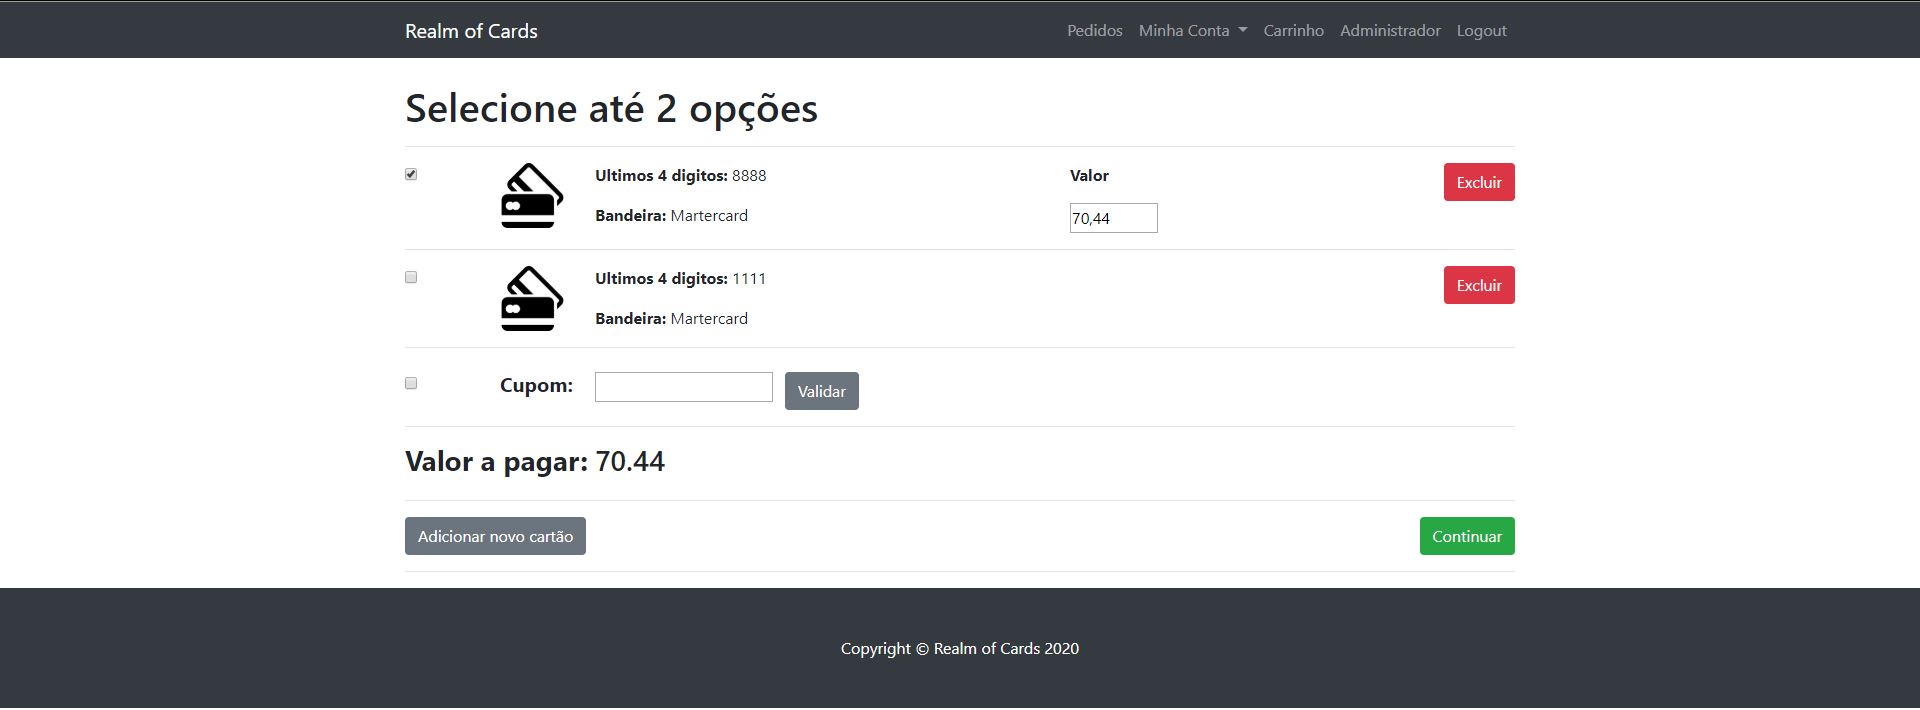 Realm of Cards Pedidos Minha Conta Carrinho Administrador Logout
Selecione até 2 opções
Ultimos 4 digitos: 8888 Valor Excluir
Bandeira: Martercard 70,44
Ultimos 4 digitos: 1111 Excluir
Bandeira: Martercard
Cupom: Validar
Valor a pagar: 70.44
Adicionar novo cartão Continuar
Copyright © Realm of Cards 2020